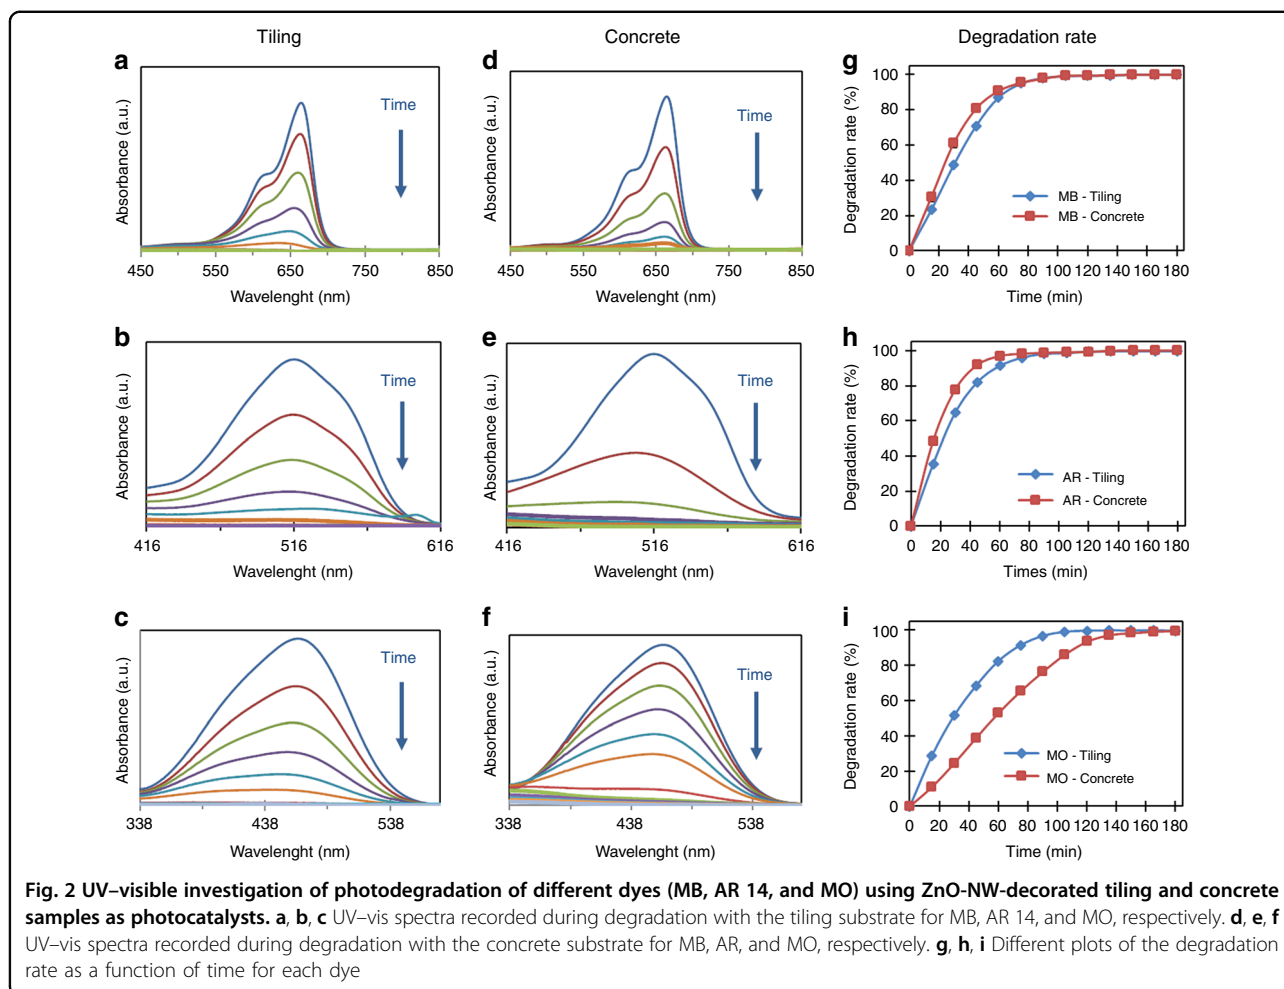 Tiling
Concrete
Degradation rate
a
Absorbance (a.u.)
Time
450 550 650 750 850
Wavelenght (nm)
d
Absorbance (a.u.)
Time
450 550 650 750 850
Wavelenght (nm)
g
Degradation rate (%)
100
80
60
40
20
0
MB - Tiling
MB - Concrete
0 20 40 60 80 100 120 140 160 180
Time (min)
b
Absorbance (a.u.)
Time
416 516 616
Wavelenght (nm)
e
Absorbance (a.u.)
Time
416 516 616
Wavelenght (nm)
h
Degradation rate (%)
100
80
60
40
20
0
AR - Tiling
AR - Concrete
0 20 40 60 80 100 120 140 160 180
Times (min)
c
Absorbance (a.u.)
Time
338 438 538
Wavelenght (nm)
f
Absorbance (a.u.)
Time
338 438 538
Wavelenght (nm)
i
Degradation rate (%)
100
80
60
40
20
0
MO - Tiling
MO - Concrete
0 20 40 60 80 100 120 140 160 180
Time (min)
Fig. 2 UV–visible investigation of photodegradation of different dyes (MB, AR 14, and MO) using ZnO-NW-decorated tiling and concrete
samples as photocatalysts. a, b, c UV–vis spectra recorded during degradation with the tiling substrate for MB, AR 14, and MO, respectively. d, e, f
UV–vis spectra recorded during degradation with the concrete substrate for MB, AR, and MO, respectively. g, h, i Different plots of the degradation
rate as a function of time for each dye